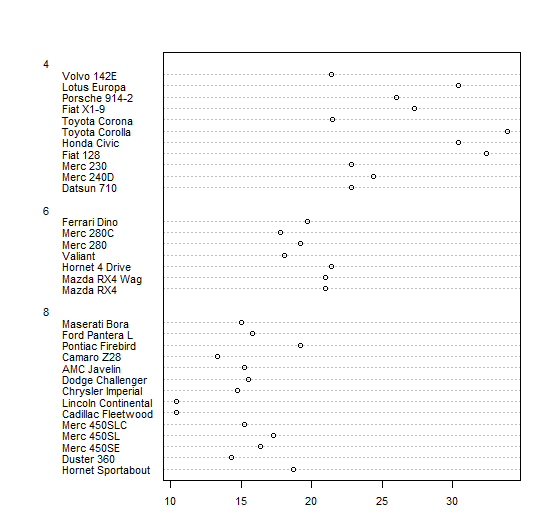 4
Volvo 142E
Lotus Europa
Porsche 914-2
Fiat X1-9
Toyota Corona
Toyota Corolla
Honda Civic
Fiat 128
Merc 230
Merc 240D
Datsun 710
6
Ferrari Dino
Merc 280C
Merc 280
Valiant
Hornet 4 Drive
Mazda RX4 Wag
Mazda RX4
8
Maserati Bora
Ford Pantera L
Pontiac Firebird
Camaro Z28
AMC Javelin
Dodge Challenger
Chrysler Imperial
Lincoln Continental
Cadillac Fleetwood
Merc 450SLC
Merc 450SL
Merc 450SE
Duster 360
Hornet Sportabout
10 15 20 25 30